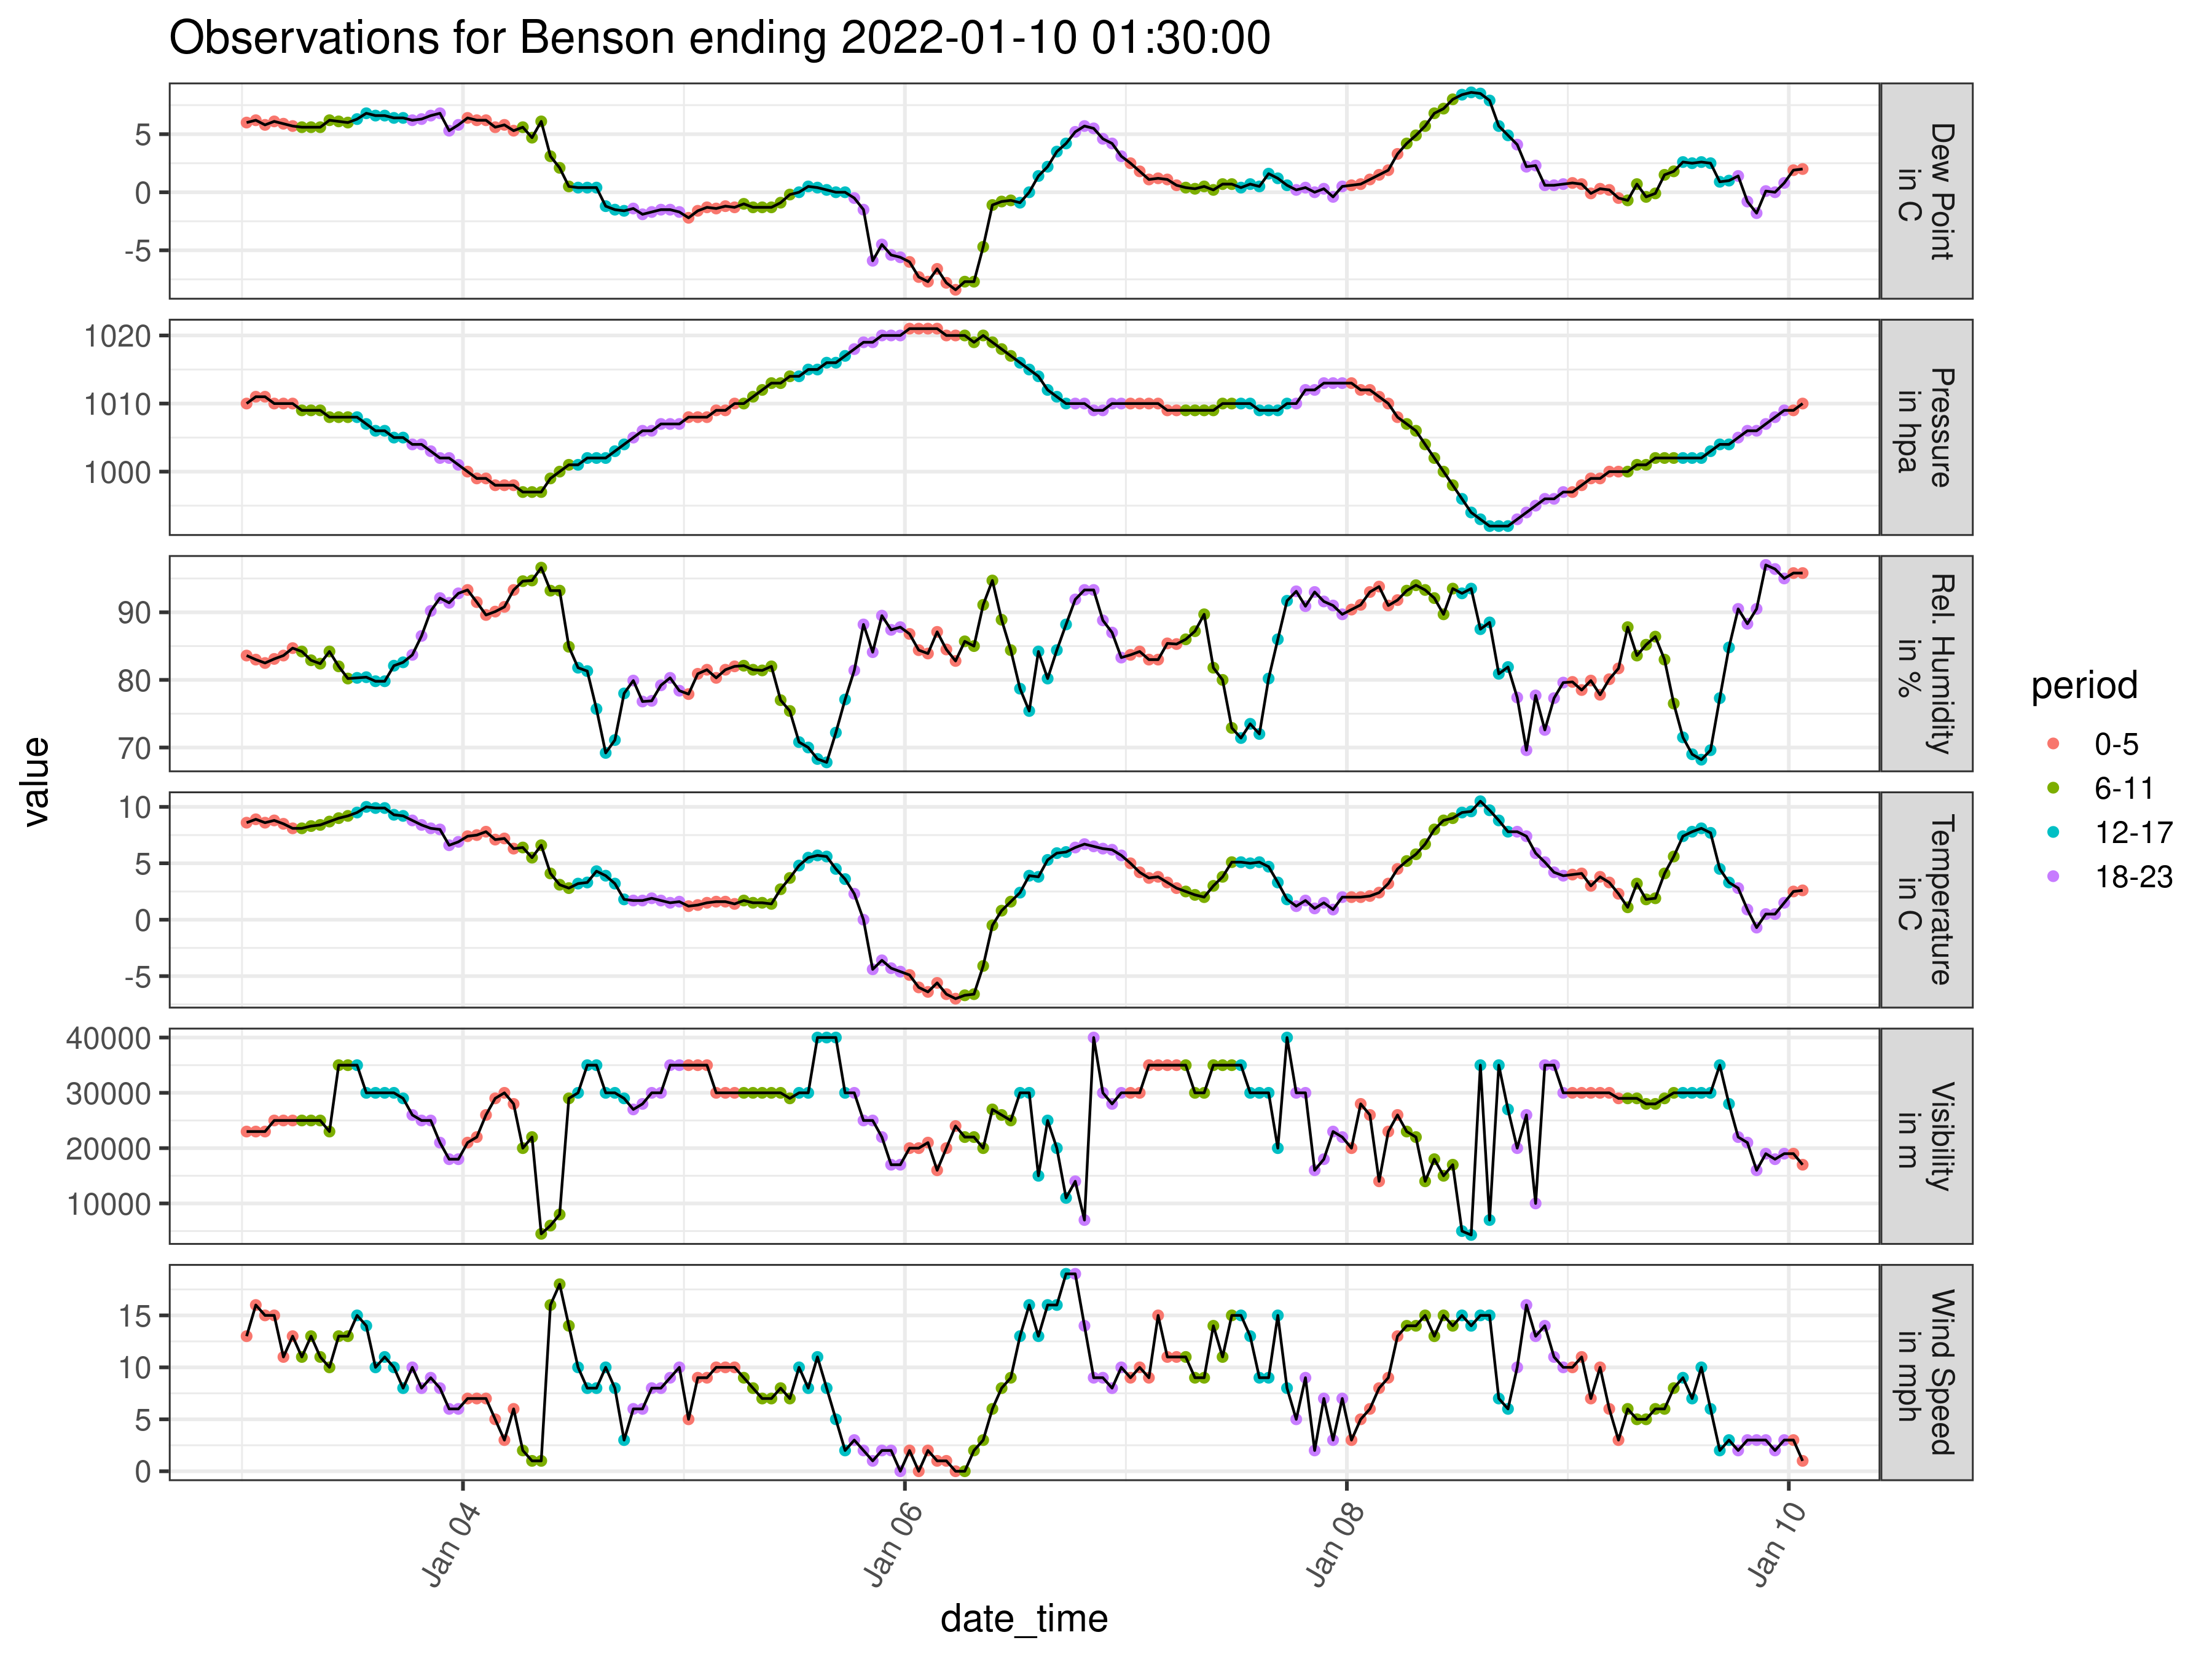 Observations for Benson ending 2022-01-10 01:30:00
value
5
0
-5
Dew Point
in C
1020
1010
1000
Pressure
in hpa
90
80
70
Rel. Humidity
in %
10
5
0
-5
Temperature
in C
40000
30000
20000
10000
Visibility
in m
15
10
5
0
Wind Speed
in mph
Jan 04
Jan 06
Jan 08
Jan 10
date_time
period
0-5
6-11
12-17
18-23